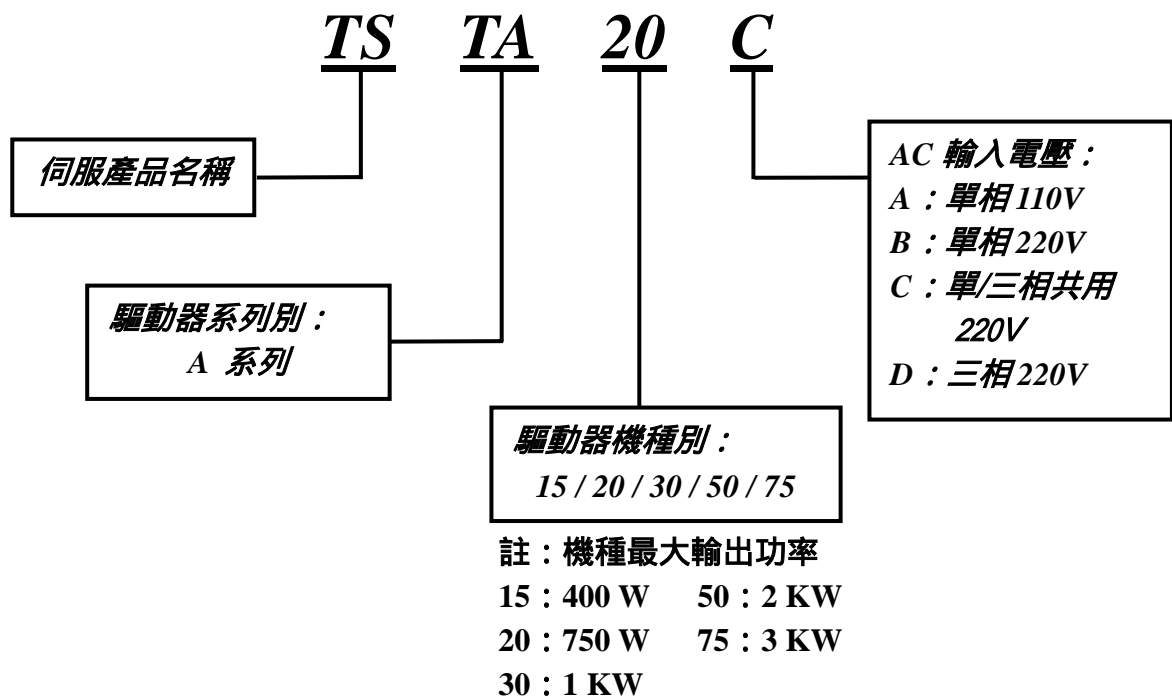 TS TA 20 C
伺服產品名稱
驅動器系列別：
A 系列
驅動器機種別：
15 / 20 / 30 / 50 / 75
註：機種最大輸出功率
15：400 W 50：2 KW
20：750 W 75：3 KW
30：1 KW
AC 輸入電壓：
A：單相 110V
B：單相 220V
C：單/三相共用
220V
D：三相 220V